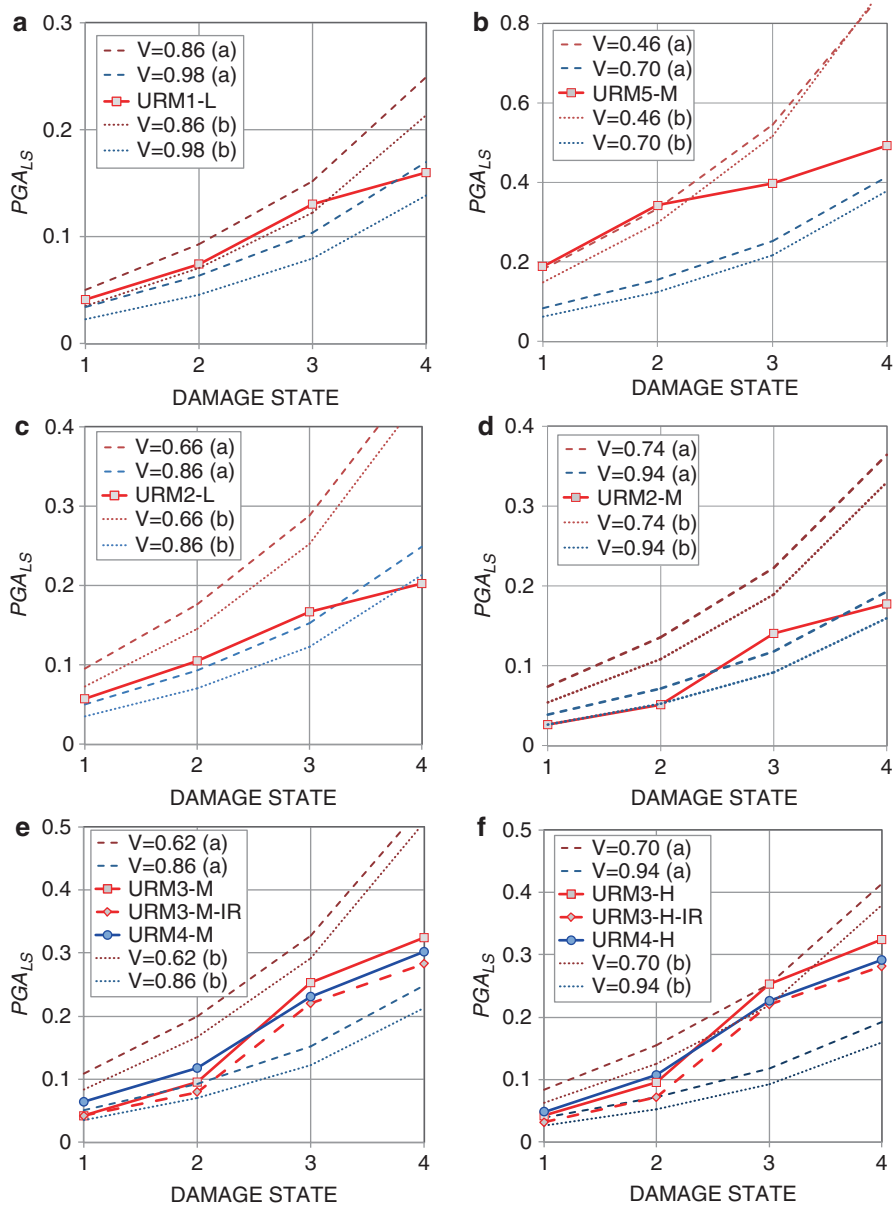 a
0.3
0.2
0.1
0
PGA_LS
V=0.86 (a)
V=0.98 (a)
URM1-L
V=0.86 (b)
V=0.98 (b)
1 2 3 4
DAMAGE STATE
b
0.8
0.6
0.4
0.2
0
PGA_LS
V=0.46 (a)
V=0.70 (a)
URM5-M
V=0.46 (b)
V=0.70 (b)
1 2 3 4
DAMAGE STATE
c
0.4
0.3
0.2
0.1
0
PGA_LS
V=0.66 (a)
V=0.86 (a)
URM2-L
V=0.66 (b)
V=0.86 (b)
1 2 3 4
DAMAGE STATE
d
0.4
0.3
0.2
0.1
0
PGA_LS
V=0.74 (a)
V=0.94 (a)
URM2-M
V=0.74 (b)
V=0.94 (b)
1 2 3 4
DAMAGE STATE
e
0.5
0.4
0.3
0.2
0.1
0
PGA_LS
V=0.62 (a)
V=0.86 (a)
URM3-M
URM3-M-IR
URM4-M
V=0.62 (b)
V=0.86 (b)
1 2 3 4
DAMAGE STATE
f
0.5
0.4
0.3
0.2
0.1
0
PGA_LS
V=0.70 (a)
V=0.94 (a)
URM3-H
URM3-H-IR
URM4-H
V=0.70 (b)
V=0.94 (b)
1 2 3 4
DAMAGE STATE